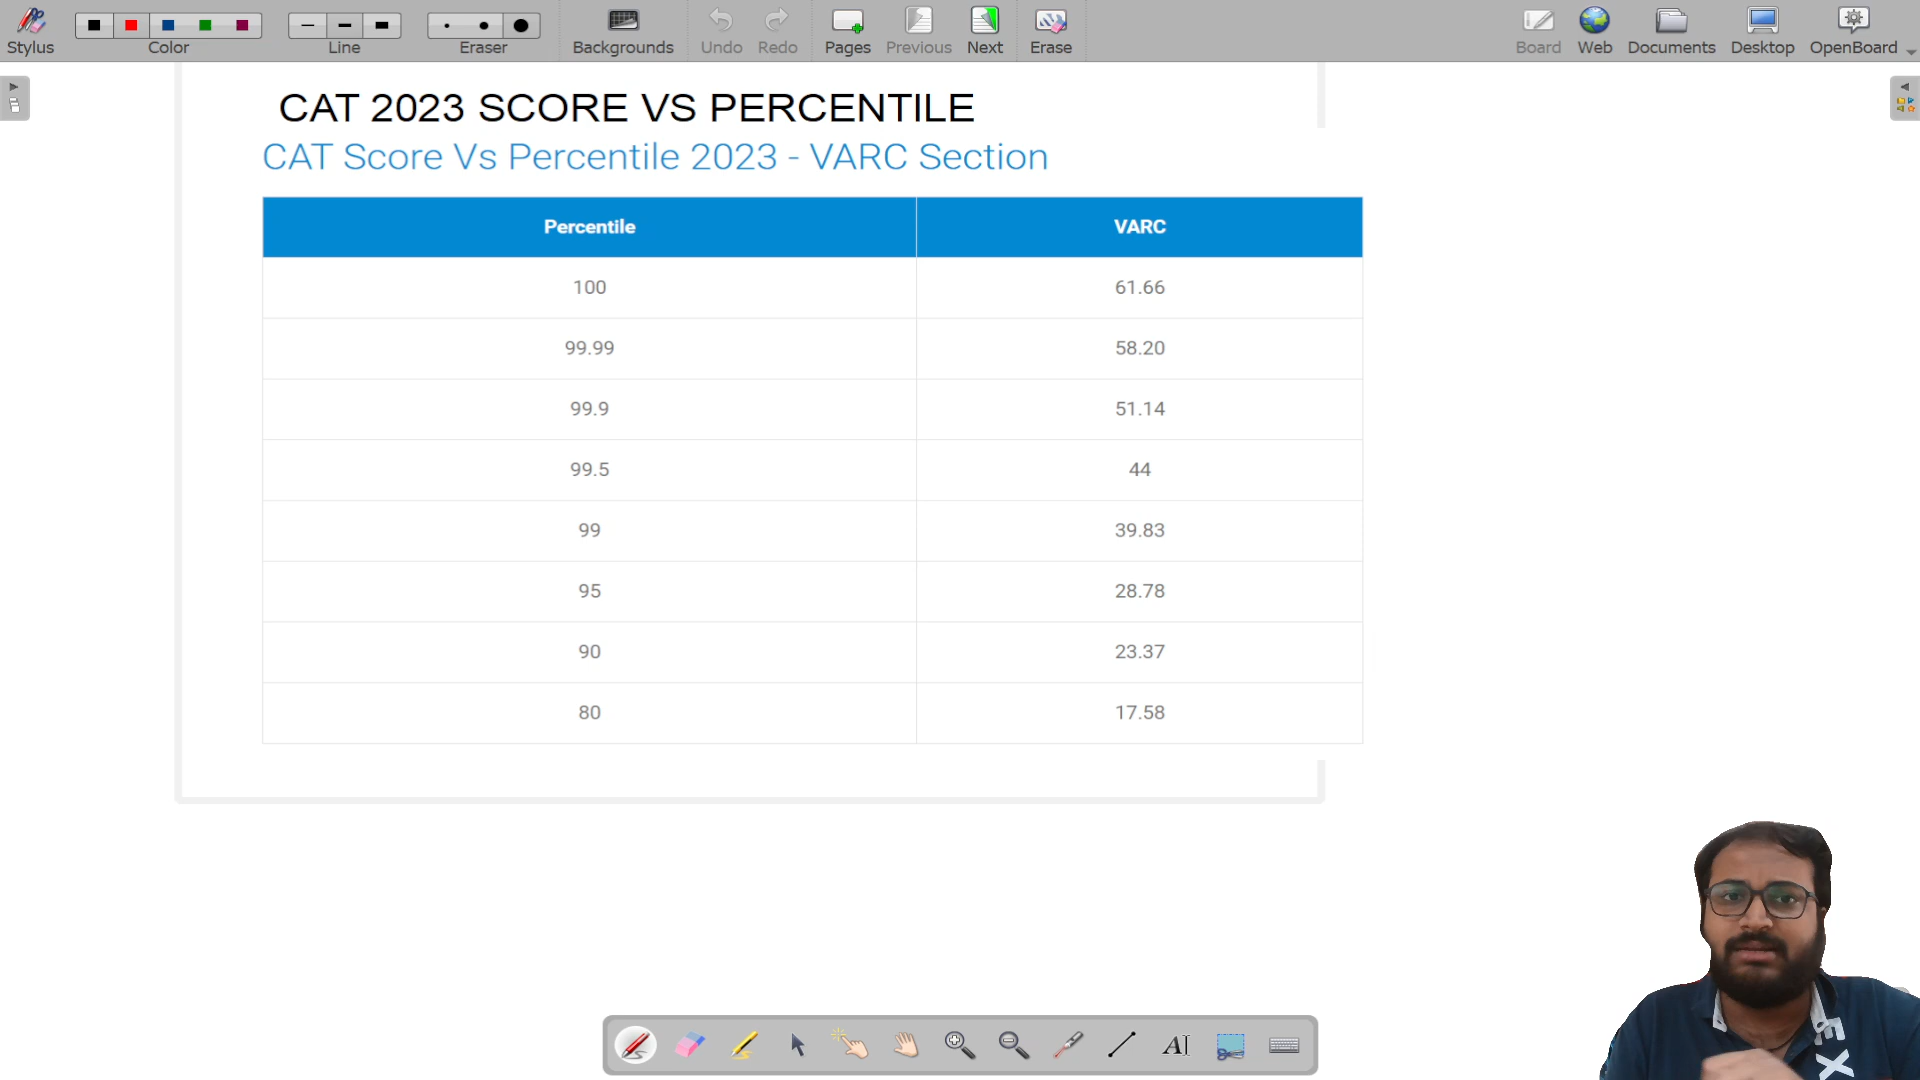 Stylus
Color
Line
Eraser
Backgrounds
Undo
Redo
Pages
Previous
Next
Erase
Board
Web
Documents
Desktop
OpenBoard
CAT 2023 SCORE VS PERCENTILE
CAT Score Vs Percentile 2023 - VARC Section
Percentile VARC
100 61.66
99.99 58.20
99.9 51.14
99.5 44
99 39.83
95 28.78
90 23.37
80 17.58
AI
EX